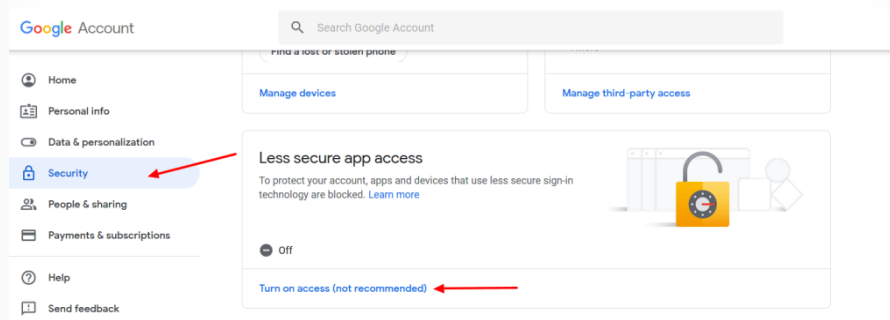 Google Account
Search Google Account
Find a lost or stolen phone
Home
Manage devices
Manage third-party access
Personal info
Data & personalization
Less secure app access
Security
To protect your account, apps and devices that use less secure sign-in
technology are blocked. Learn more
People & sharing
Payments & subscriptions
Off
Help
Turn on access (not recommended)
Send feedback